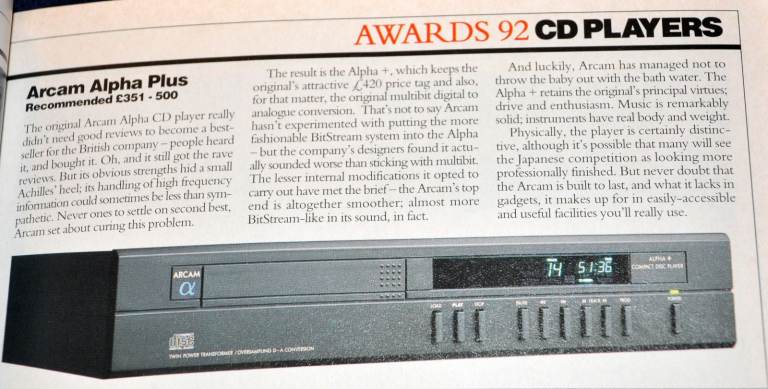 AWARDS 92 CD PLAYERS
Arcam Alpha Plus
Recommended £351 - 500
The original Arcam Alpha CD player really
didn't need good reviews to become a best-
seller for the British company – people heard
it, and bought it. Oh, and it still got the rave
reviews. But its obvious strengths hid a small
Achilles' heel; its handling of high frequency
information could sometimes be less than sym-
pathetic. Never ones to settle on second best,
Arcam set about curing this problem.
The result is the Alpha +, which keeps the
original's attractive £420 price tag and also,
for that matter, the original multibit digital to
analogue conversion. That's not to say Arcam
hasn't experimented with putting the more
fashionable BitStream system into the Alpha
– but the company's designers found it actu-
ally sounded worse than sticking with multibit.
The lesser internal modifications it opted to
carry out have met the brief – the Arcam's top
end is altogether smoother; almost more
BitStream-like in its sound, in fact.
And luckily, Arcam has managed not to
throw the baby out with the bath water. The
Alpha + retains the original's principal virtues;
drive and enthusiasm. Music is remarkably
solid; instruments have real body and weight.
Physically, the player is certainly distinc-
tive, although it's possible that many will see
the Japanese competition as looking more
professionally finished. But never doubt that
the Arcam is built to last, and what it lacks in
gadgets, it makes up for in easily-accessible
and useful facilities you'll really use.
ARCAM
α
14 51:36
ALPHA +
COMPACT DISC PLAYER
LOAD PLAY STOP TRACK PROG POWER
disc
TWIN POWER TRANSFORMER / OVERSAMPLING D-A CONVERSION